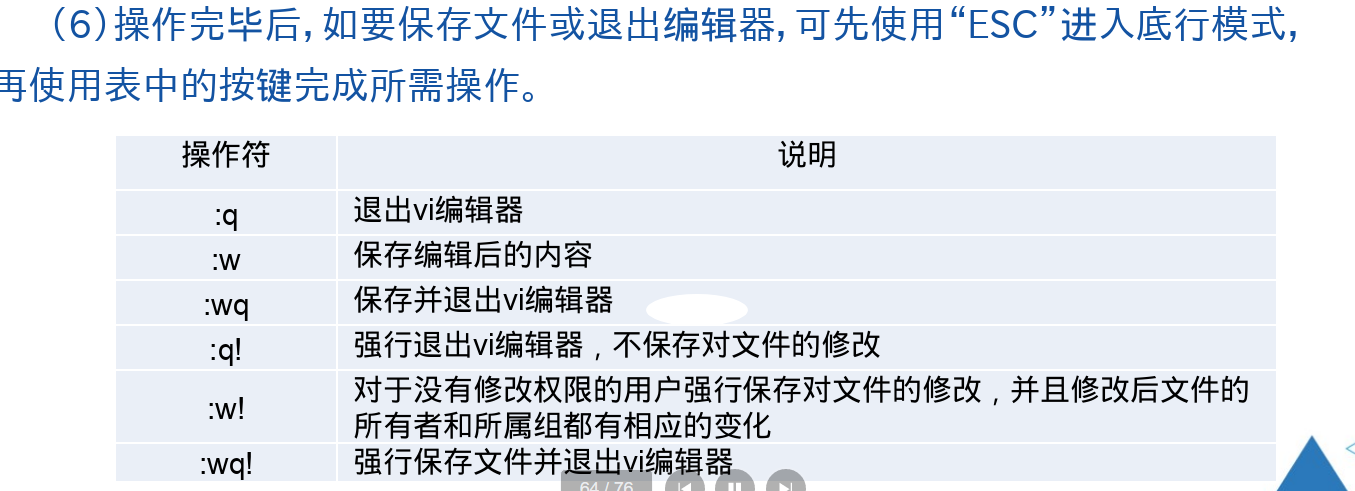 (6)操作完毕后,如要保存文件或退出编辑器,可先使用“ESC”进入底行模式,
再使用表中的按键完成所需操作。
操作符 说明
:q 退出vi编辑器
:w 保存编辑后的内容
:wq 保存并退出vi编辑器
:q! 强行退出vi编辑器，不保存对文件的修改
:w! 对于没有修改权限的用户强行保存对文件的修改，并且修改后文件的
所有者和所属组都有相应的变化
:wq! 强行保存文件并退出vi编辑器
64 / 76